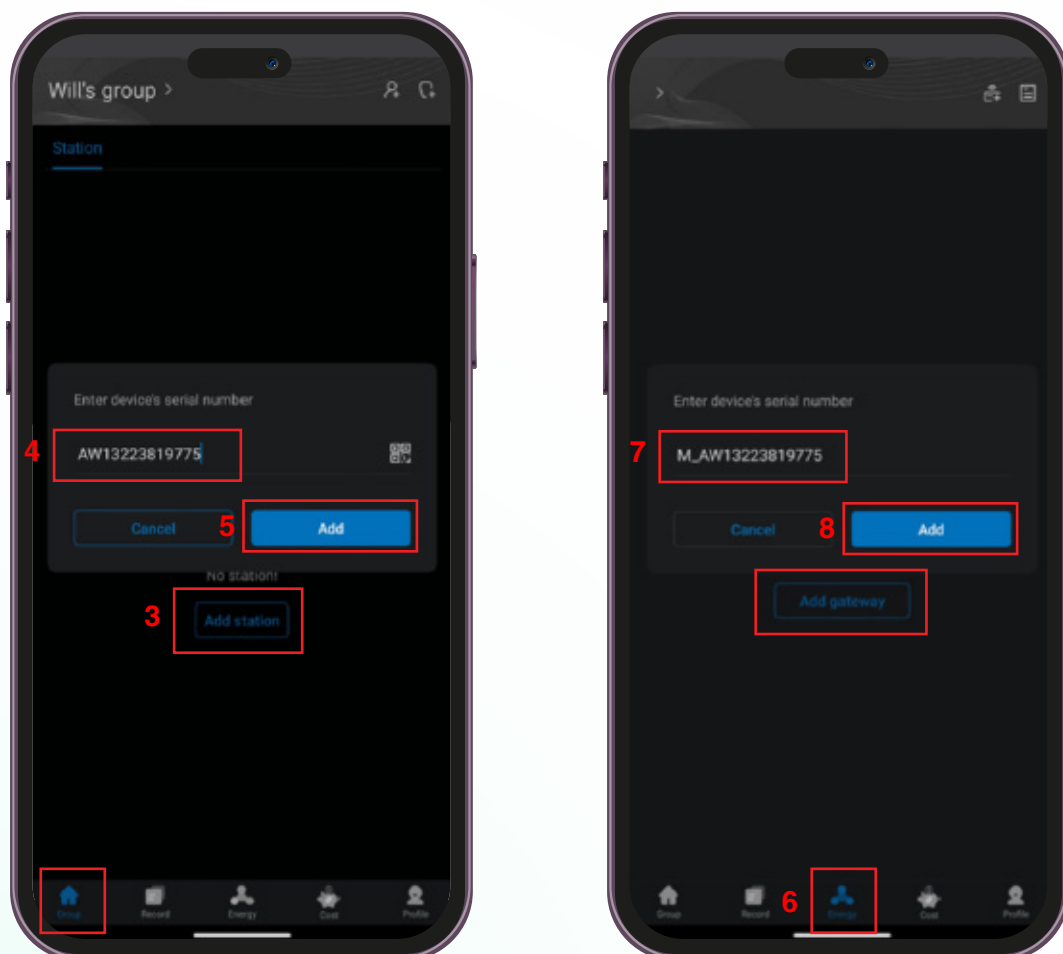 Will's group >
Station
Enter device's serial number
4
AW13223819775
Cancel
5
Add
No station!
3
Add station
Group
Record
Energy
Cost
Profile
>
Enter device's serial number
7
M_AW13223819775
Cancel
8
Add
Add gateway
Group
Record
6
Energy
Cost
Profile